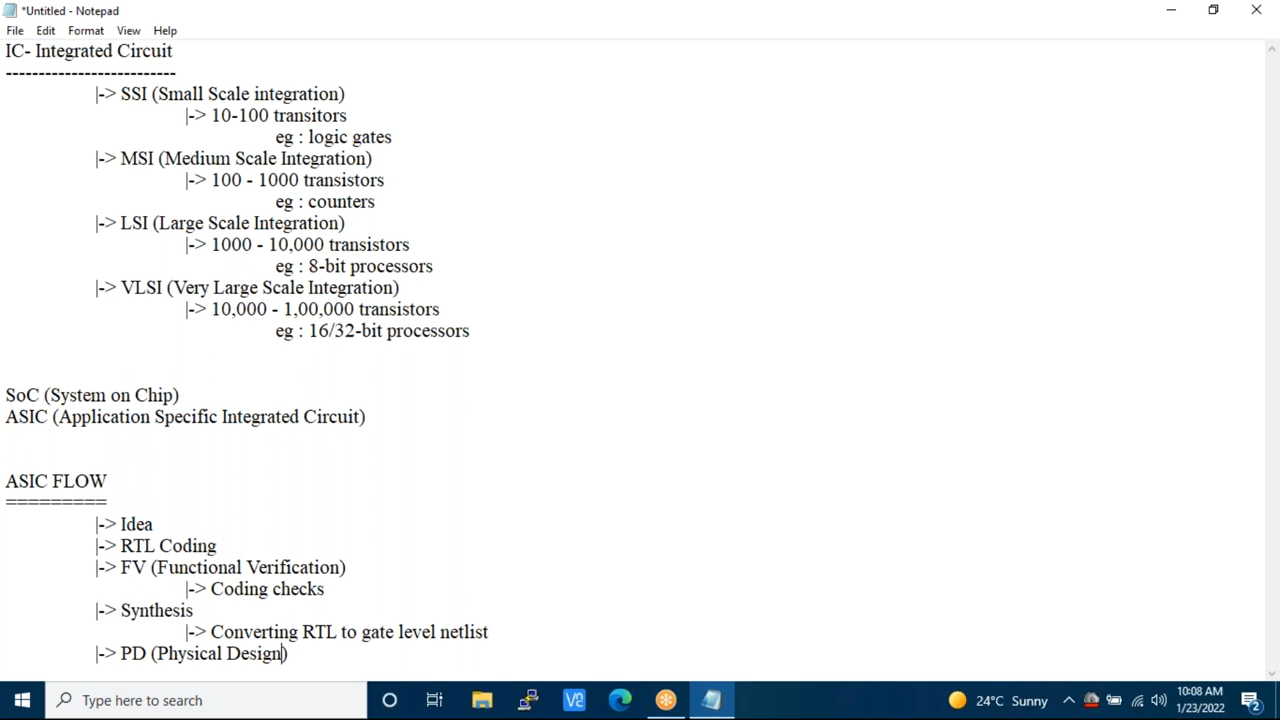 *Untitled - Notepad
File Edit Format View Help
IC- Integrated Circuit
--------------------------
|-> SSI (Small Scale integration)
|-> 10-100 transitors
eg : logic gates
|-> MSI (Medium Scale Integration)
|-> 100 - 1000 transistors
eg : counters
|-> LSI (Large Scale Integration)
|-> 1000 - 10,000 transistors
eg : 8-bit processors
|-> VLSI (Very Large Scale Integration)
|-> 10,000 - 1,00,000 transistors
eg : 16/32-bit processors
SoC (System on Chip)
ASIC (Application Specific Integrated Circuit)
ASIC FLOW
=========
|-> Idea
|-> RTL Coding
|-> FV (Functional Verification)
|-> Coding checks
|-> Synthesis
|-> Converting RTL to gate level netlist
|-> PD (Physical Design)
Type here to search
24°C Sunny
10:08 AM
1/23/2022
2